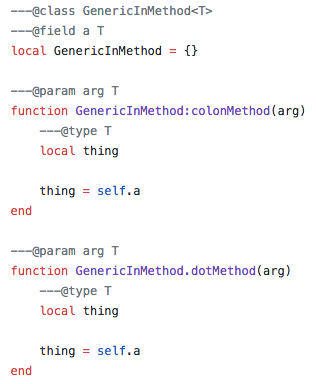 ---@class GenericInMethod<T>
---@field a T
local GenericInMethod = {}

---@param arg T
function GenericInMethod:colonMethod(arg)
    ---@type T
    local thing

    thing = self.a
end

---@param arg T
function GenericInMethod.dotMethod(arg)
    ---@type T
    local thing

    thing = self.a
end